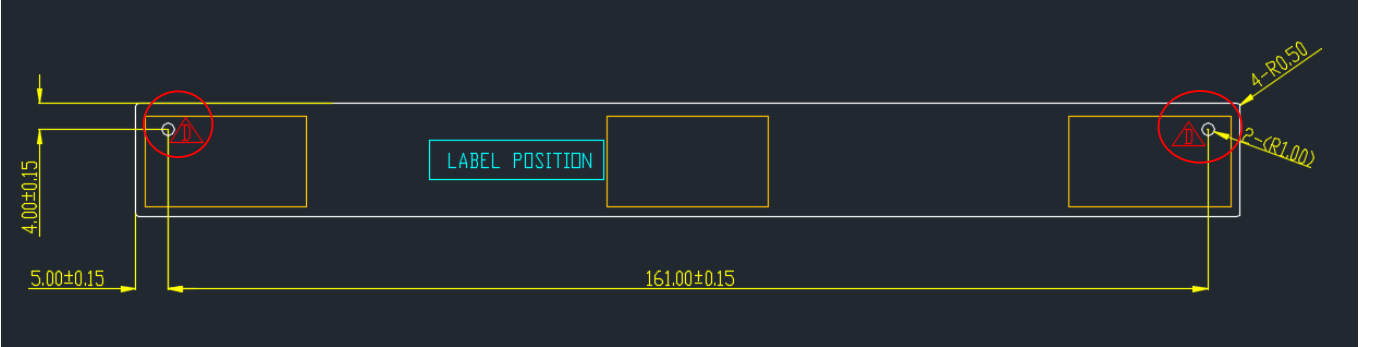 4-R0.50
D
D
2-(R1.00)
LABEL POSITION
4.00±0.15
5.00±0.15
161.00±0.15